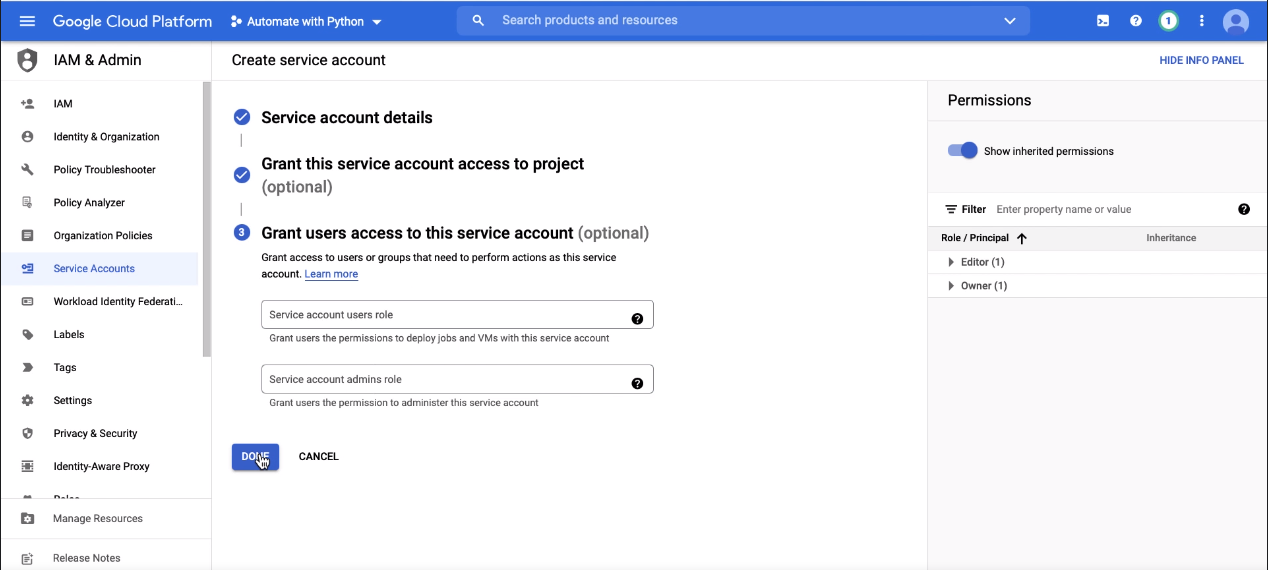 Google Cloud Platform
Automate with Python
Search products and resources
1
IAM & Admin
Create service account
HIDE INFO PANEL
IAM
Identity & Organization
Policy Troubleshooter
Policy Analyzer
Organization Policies
Service Accounts
Workload Identity Federati...
Labels
Tags
Settings
Privacy & Security
Identity-Aware Proxy
Roles
Manage Resources
Release Notes
Service account details
Grant this service account access to project
(optional)
3 Grant users access to this service account (optional)
Grant access to users or groups that need to perform actions as this service
account. Learn more
Service account users role
Grant users the permissions to deploy jobs and VMs with this service account
Service account admins role
Grant users the permission to administer this service account
DONE CANCEL
Permissions
Show inherited permissions
Filter Enter property name or value
Role / Principal Inheritance
Editor (1)
Owner (1)